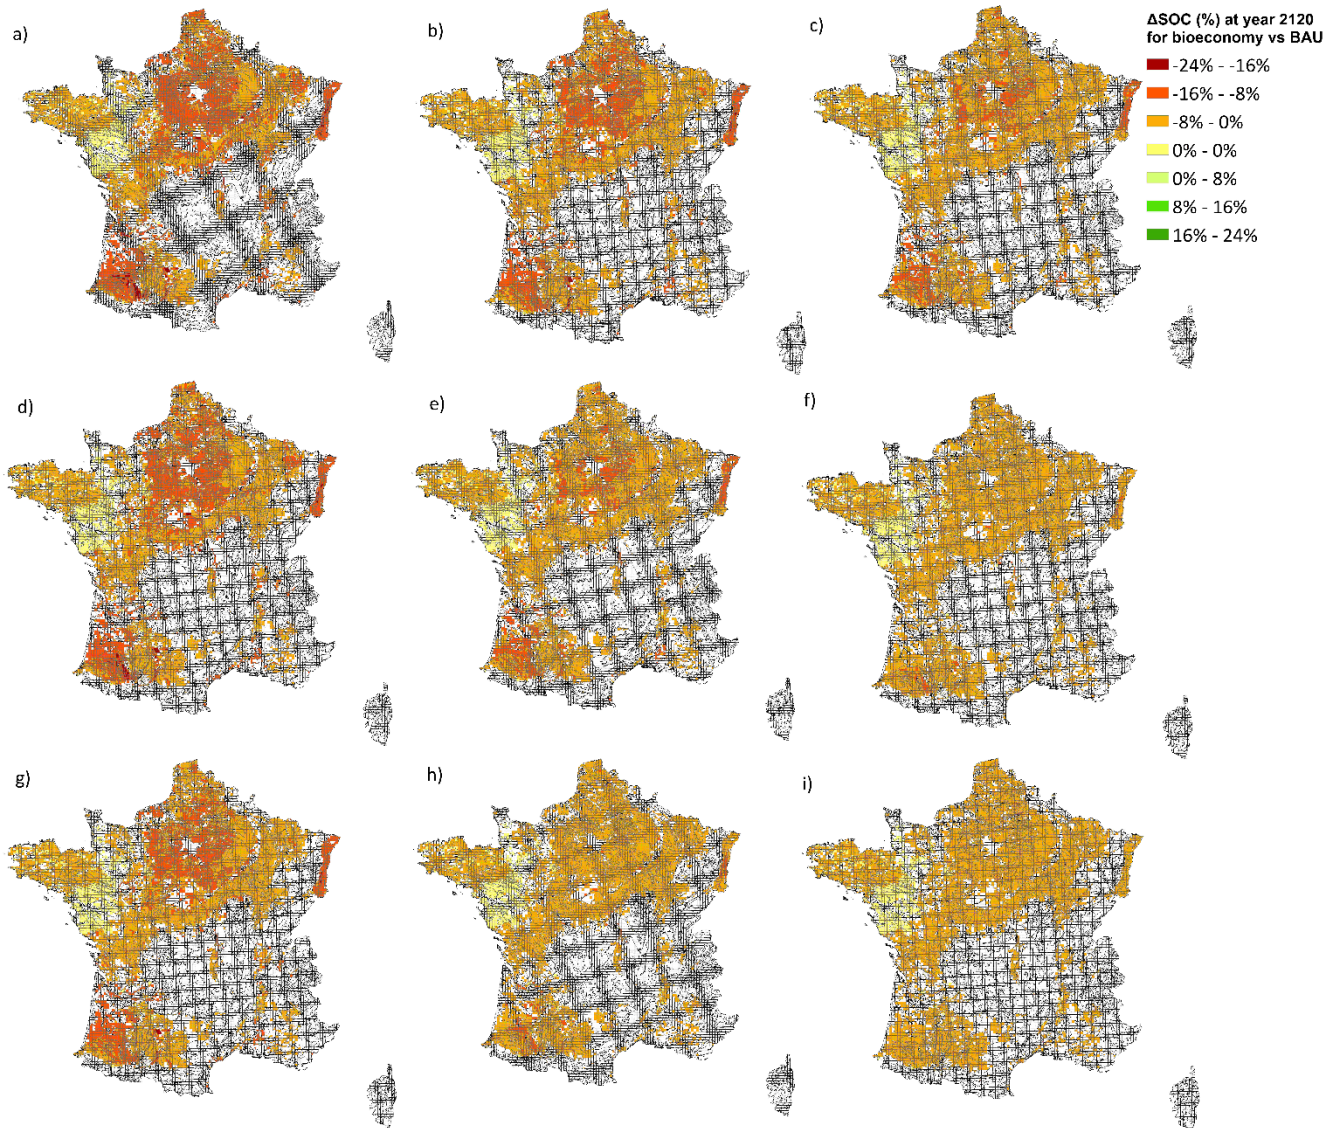 a)
b)
c)
ΔSOC (%) at year 2120
for bioeconomy vs BAU
-24% - -16%
-16% - -8%
-8% - 0%
0% - 0%
0% - 8%
8% - 16%
16% - 24%
d)
e)
f)
g)
h)
i)